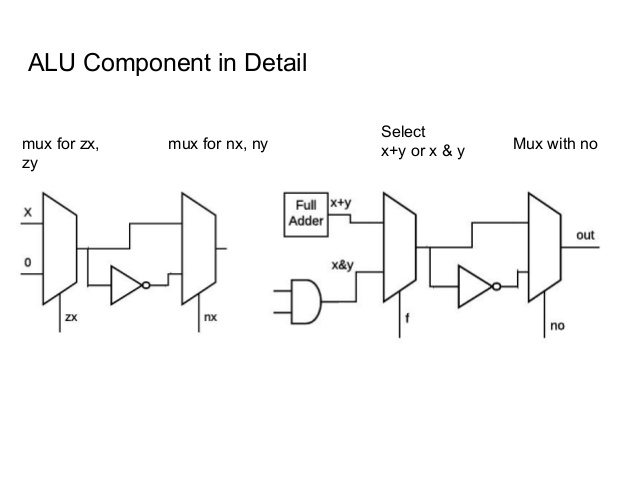 ALU Component in Detail
mux for zx,
zy
mux for nx, ny
Select
x+y or x & y
Mux with no
X
0
zx
nx
Full
Adder
x+y
x&y
f
out
no